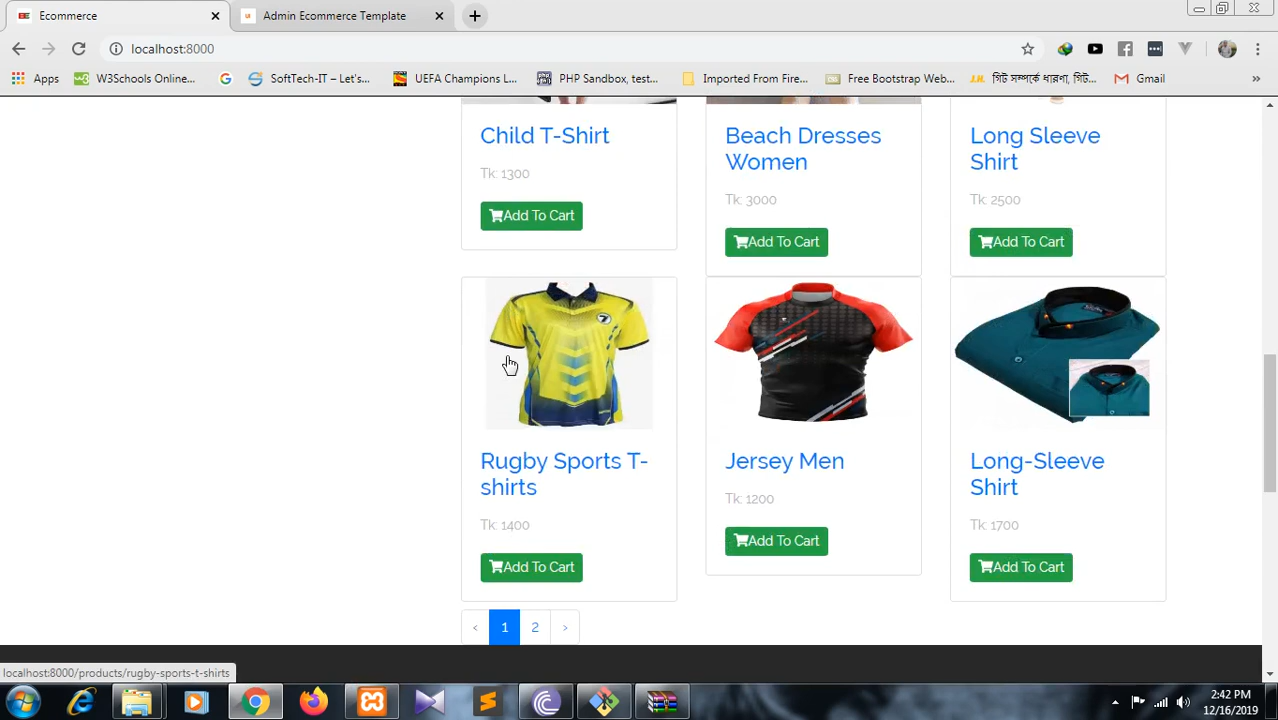 Ecommerce
Admin Ecommerce Template
localhost:8000
Apps
W3Schools Online...
SoftTech-IT – Let's...
UEFA Champions L...
PHP Sandbox, test...
Imported From Fire...
Free Bootstrap Web...
গিট সম্পর্কে ধারণা, গিট...
Gmail
»
Child T-Shirt
Tk: 1300
Add To Cart
Beach Dresses
Women
Tk: 3000
Add To Cart
Long Sleeve
Shirt
Tk: 2500
Add To Cart
Rugby Sports T-
shirts
Tk: 1400
Add To Cart
Jersey Men
Tk: 1200
Add To Cart
Long-Sleeve
Shirt
Tk: 1700
Add To Cart
‹ 1 2 ›
localhost:8000/products/rugby-sports-t-shirts
2:42 PM
12/16/2019